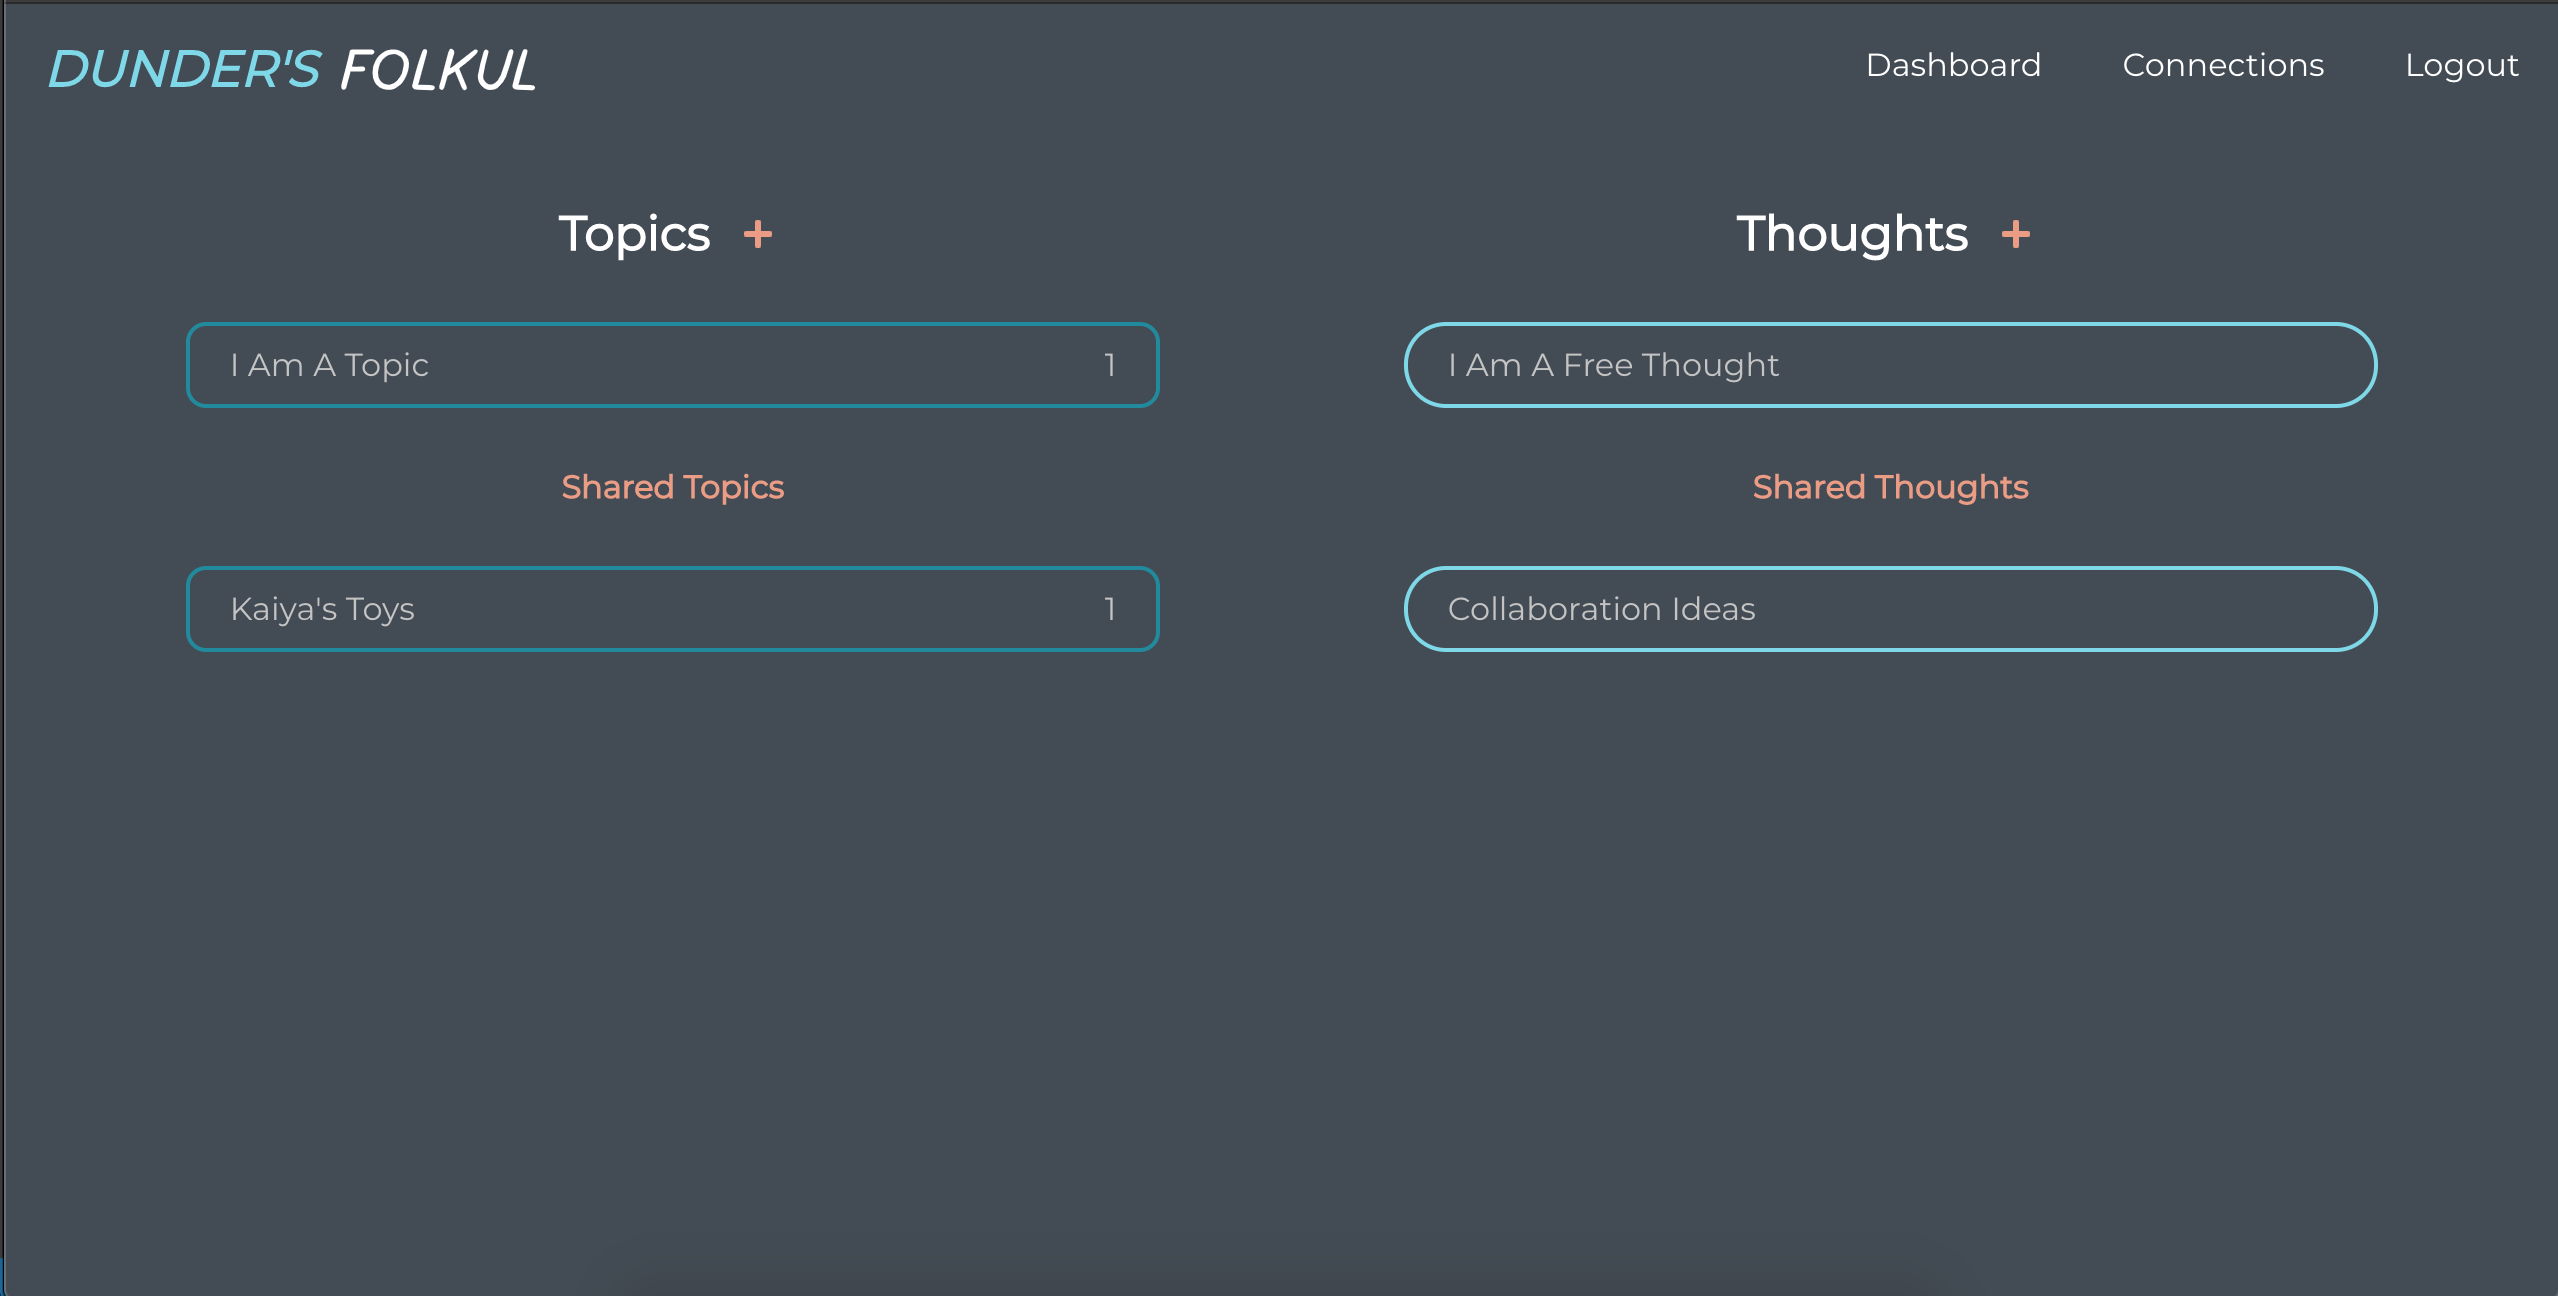 DUNDER'S FOLKUL
Dashboard Connections Logout
Topics +
I Am A Topic 1
Shared Topics
Kaiya's Toys 1
Thoughts +
I Am A Free Thought
Shared Thoughts
Collaboration Ideas